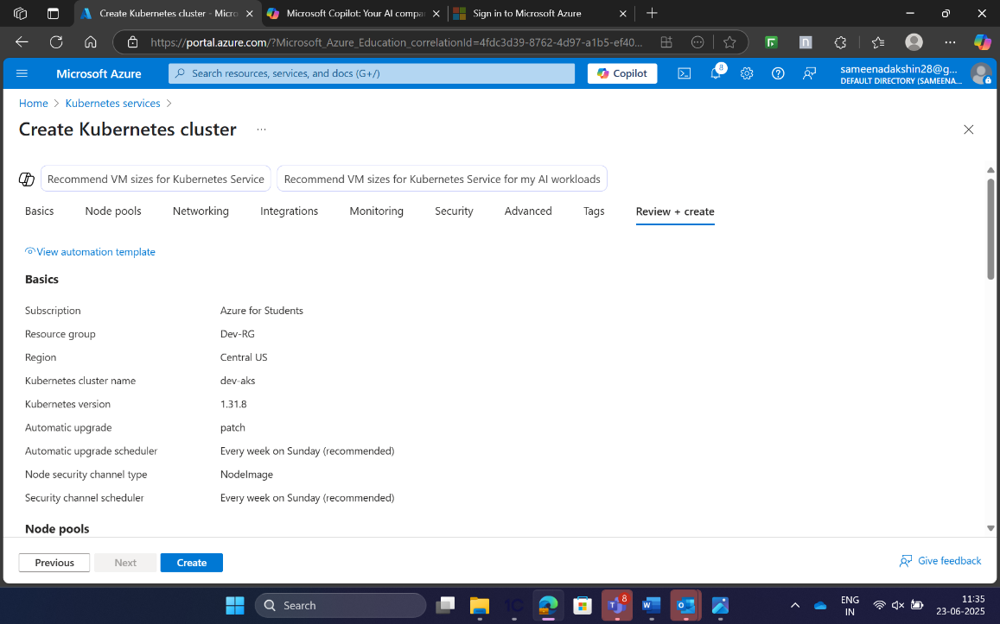 Create Kubernetes cluster - Micro
Microsoft Copilot: Your AI compa
Sign in to Microsoft Azure
https://portal.azure.com/?Microsoft_Azure_Education_correlationId=4fdc3d39-8762-4d97-a1b5-ef40...
Microsoft Azure
Search resources, services, and docs (G+/)
Copilot
8
sameenadakshin28@g...
DEFAULT DIRECTORY (SAMEENA...
Home > Kubernetes services >
Create Kubernetes cluster ...
Recommend VM sizes for Kubernetes Service
Recommend VM sizes for Kubernetes Service for my AI workloads
Basics Node pools Networking Integrations Monitoring Security Advanced Tags Review + create
View automation template
Basics
Subscription Azure for Students
Resource group Dev-RG
Region Central US
Kubernetes cluster name dev-aks
Kubernetes version 1.31.8
Automatic upgrade patch
Automatic upgrade scheduler Every week on Sunday (recommended)
Node security channel type NodeImage
Security channel scheduler Every week on Sunday (recommended)
Node pools
Previous Next Create
Give feedback
Search
8
ENG
IN
11:35
23-06-2025